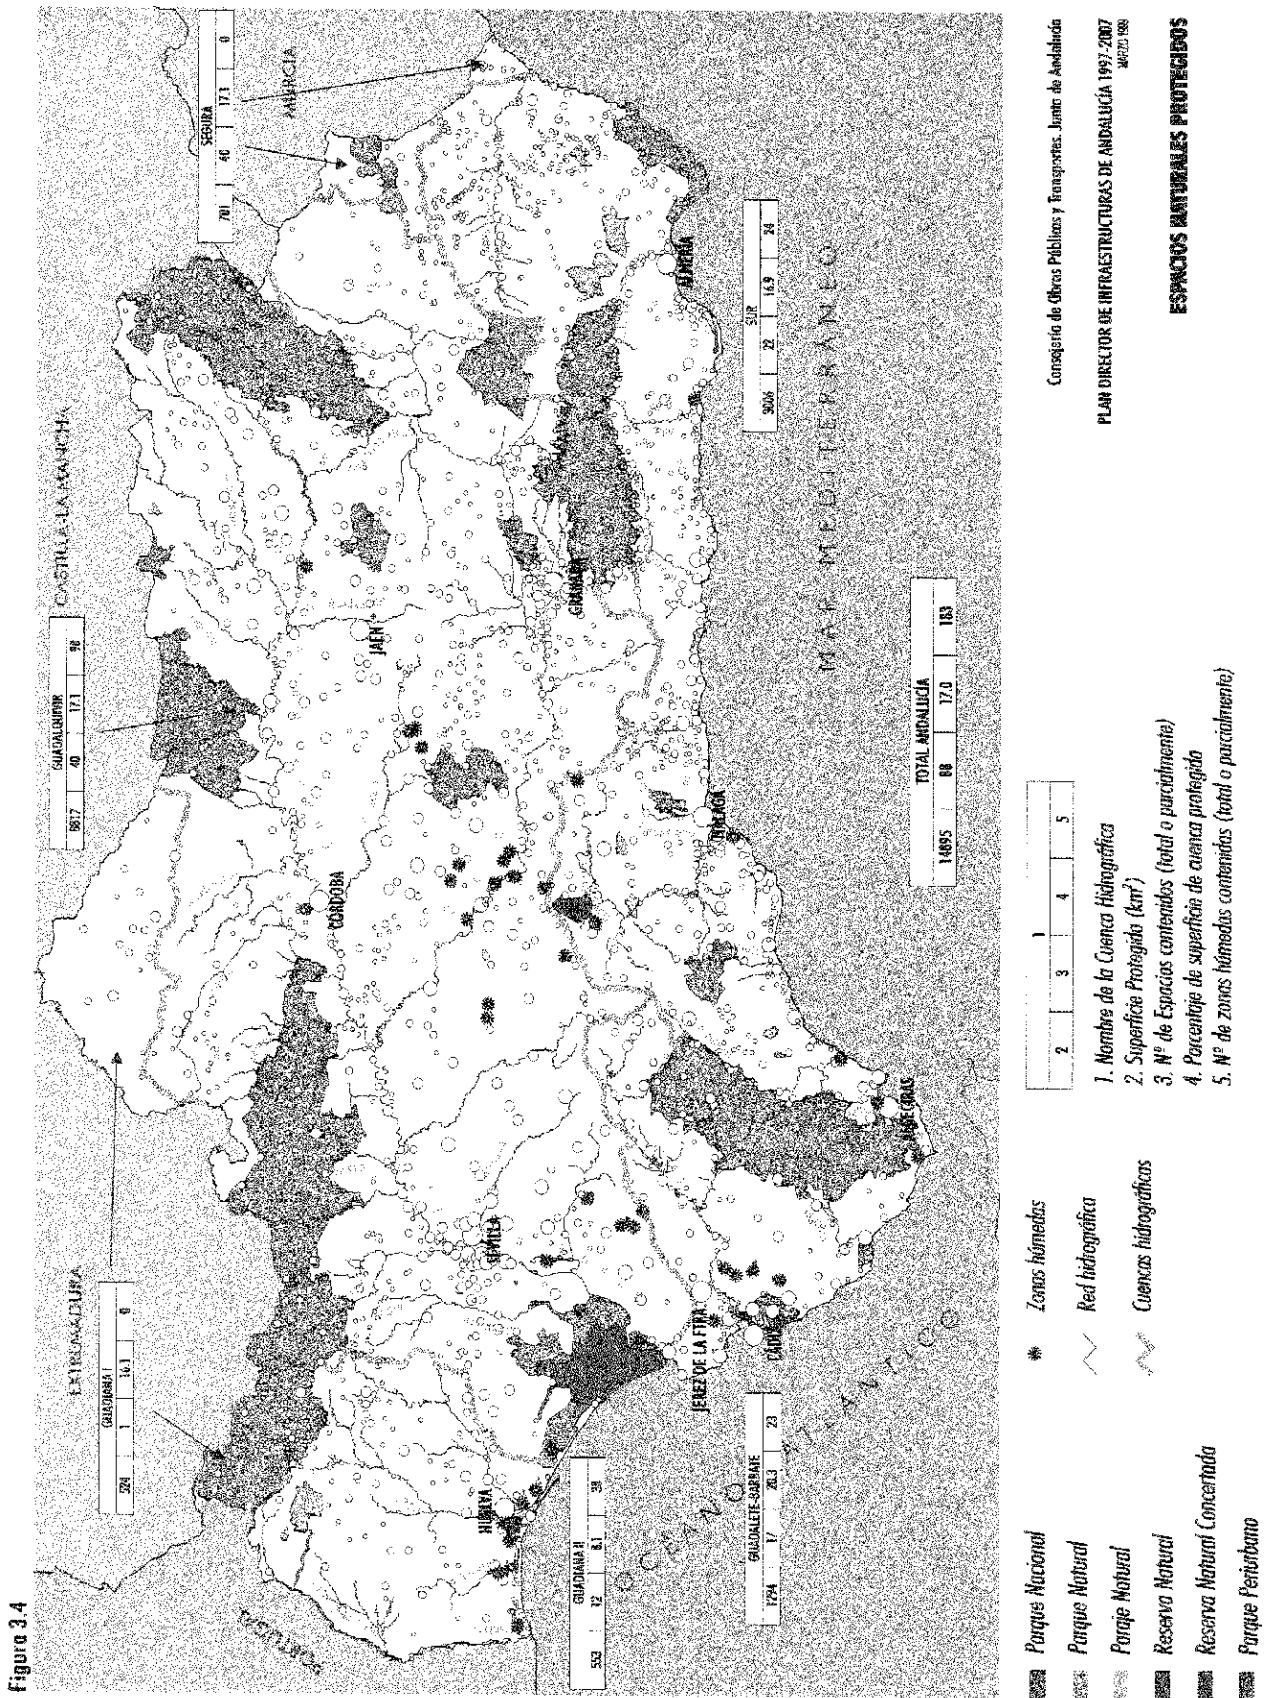 Figura 3.4
EXTREMADURA
CASTILLA-LA MANCHA
MURCIA
GUADIANA I
524 1 16.1 0
GUADALQUIVIR
8817 40 17.1 98
SEGURA
701 40 17.1 0
CÓRDOBA
JAÉN
SEVILLA
HUELVA
GRANADA
ALMERÍA
MÁLAGA
JEREZ DE LA FRA.
CÁDIZ
ALGECIRAS
GUADIANA II
553 12 8.1 38
GUADALETE-BARBATE
1294 17 20.3 23
SUR
3006 22 16.9 24
TOTAL ANDALUCÍA
14895 88 17.0 183
MAR MEDITERRÁNEO
Parque Nacional
Parque Natural
Paraje Natural
Reserva Natural
Reserva Natural Concertada
Parque Periurbano
Zonas húmedas
Red hidrográfica
Cuencas hidrográficas
1
2 3 4 5
1. Nombre de la Cuenca Hidrográfica
2. Superficie Protegida (km²)
3. Nº de Espacios contenidos (total o parcialmente)
4. Porcentaje de superficie de cuenca protegida
5. Nº de zonas húmedas contenidas (total o parcialmente)
Consejería de Obras Públicas y Transportes. Junta de Andalucía
PLAN DIRECTOR DE INFRAESTRUCTURAS DE ANDALUCÍA 1997-2007
ESPACIOS NATURALES PROTEGIDOS